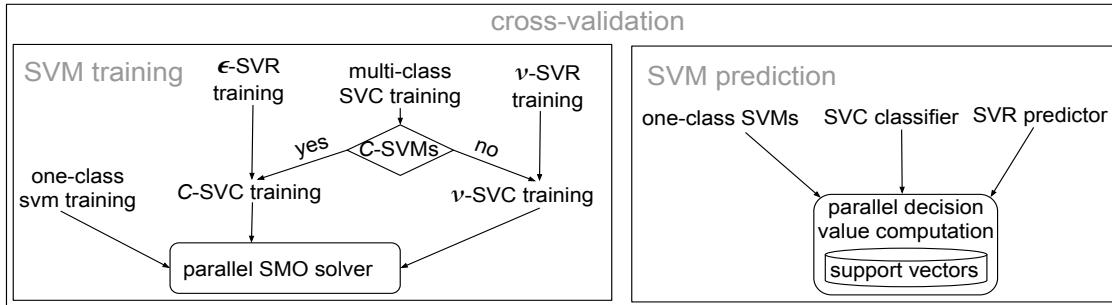 cross-validation
SVM training
ϵ-SVR
training
multi-class
SVC training
ν-SVR
training
yes
C-SVMs
no
one-class
svm training
C-SVC training
ν-SVC training
parallel SMO solver
SVM prediction
one-class SVMs
SVC classifier
SVR predictor
parallel decision
value computation
support vectors